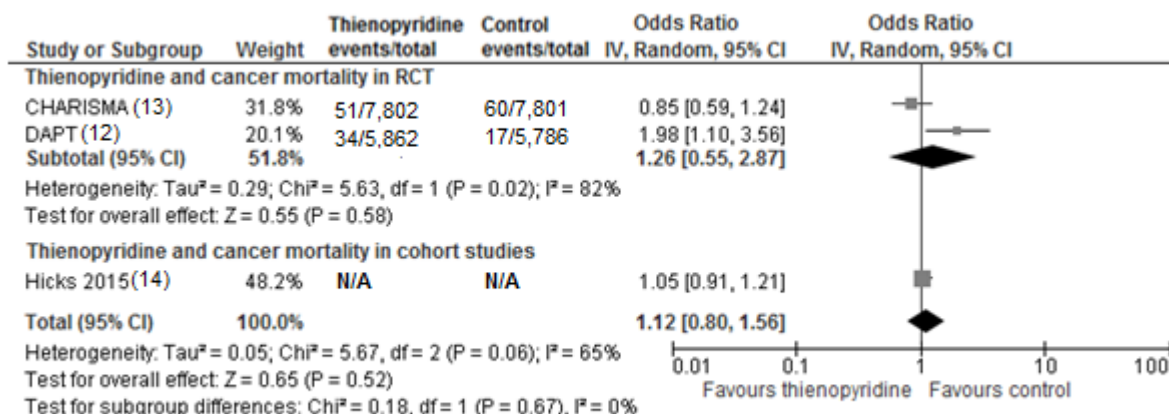 Thienopyridine Control Odds Ratio Odds Ratio
Study or Subgroup Weight events/total events/total IV, Random, 95% CI IV, Random, 95% CI
Thienopyridine and cancer mortality in RCT
CHARISMA (13) 31.8% 51/7,802 60/7,801 0.85 [0.59, 1.24]
DAPT (12) 20.1% 34/5,862 17/5,786 1.98 [1.10, 3.56]
Subtotal (95% CI) 51.8% 1.26 [0.55, 2.87]
Heterogeneity: Tau² = 0.29; Chi² = 5.63, df = 1 (P = 0.02); I² = 82%
Test for overall effect: Z = 0.55 (P = 0.58)
Thienopyridine and cancer mortality in cohort studies
Hicks 2015 (14) 48.2% N/A N/A 1.05 [0.91, 1.21]
Total (95% CI) 100.0% 1.12 [0.80, 1.56]
Heterogeneity: Tau² = 0.05; Chi² = 5.67, df = 2 (P = 0.06); I² = 65%
0.01 0.1 1 10 100
Test for overall effect: Z = 0.65 (P = 0.52)
Favours thienopyridine Favours control
Test for subgroup differences: Chi² = 0.18, df = 1 (P = 0.67), I² = 0%